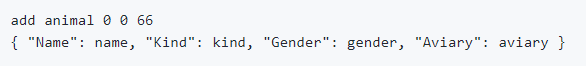 add animal 0 0 66
{ "Name": name, "Kind": kind, "Gender": gender, "Aviary": aviary }